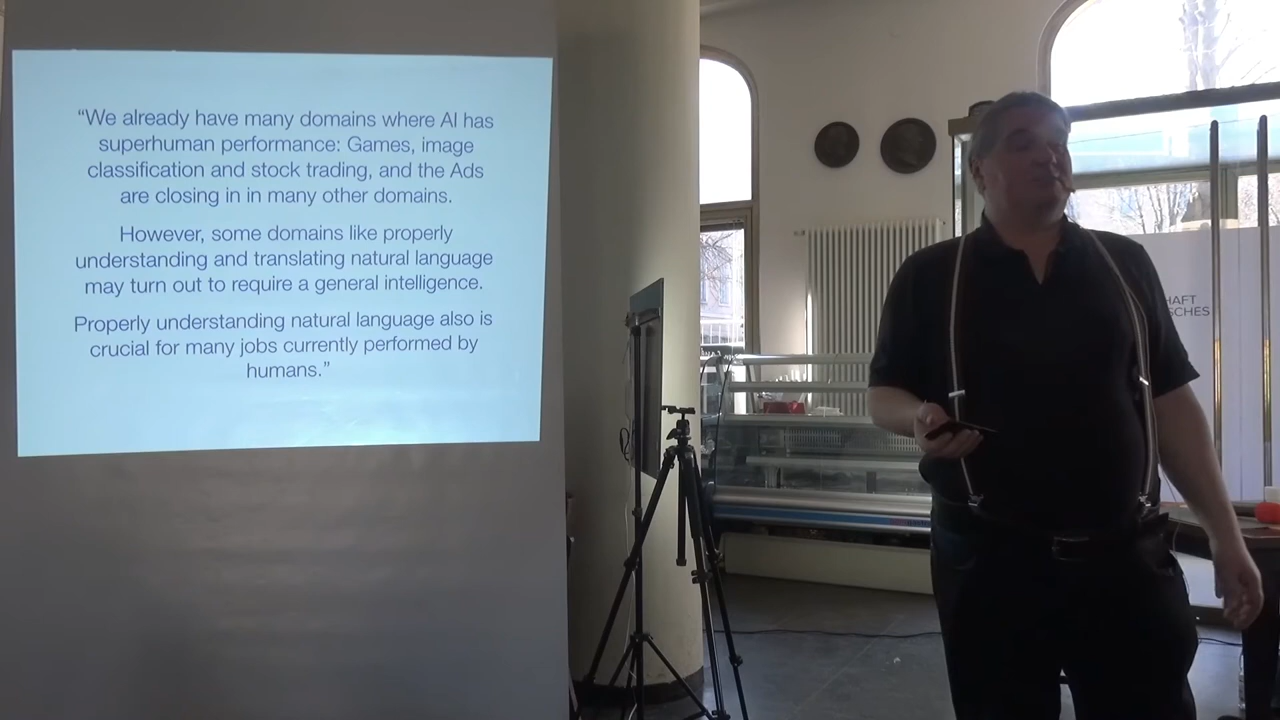 “We already have many domains where AI has
superhuman performance: Games, image
classification and stock trading, and the Ads
are closing in in many other domains.
However, some domains like properly
understanding and translating natural language
may turn out to require a general intelligence.
Properly understanding natural language also is
crucial for many jobs currently performed by
humans.”
HAFT
SCHES